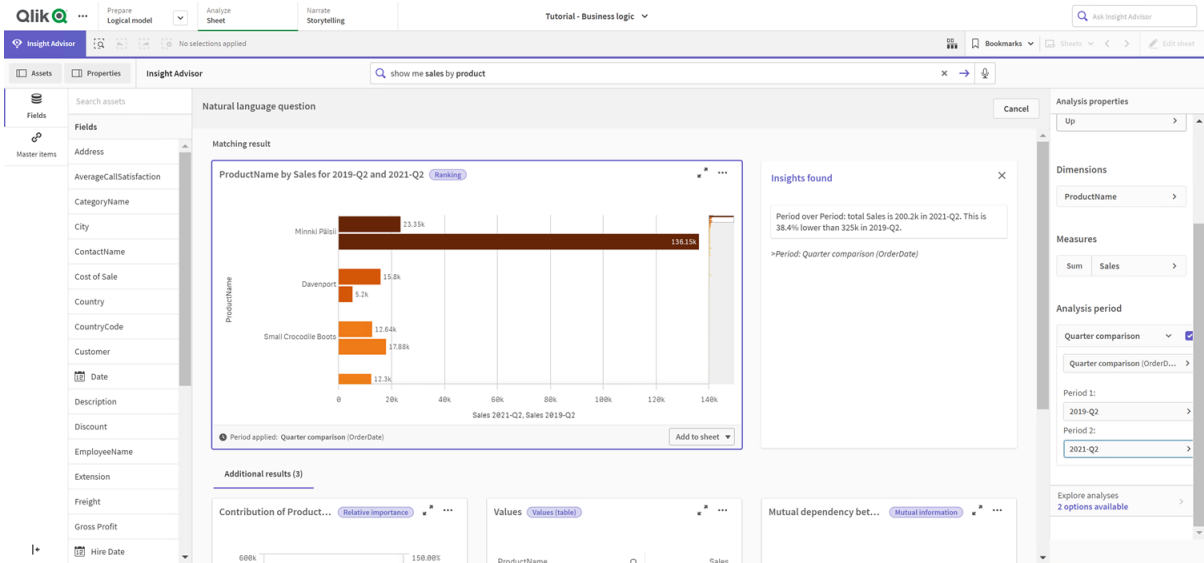 Qlik
Prepare
Logical model
Analyze
Sheet
Narrate
Storytelling
Tutorial - Business logic
Ask Insight Advisor
Insight Advisor
No selections applied
Bookmarks
Sheets
Edit sheet
Assets
Properties
Insight Advisor
show me sales by product
Fields
Master items
Search assets
Fields
Address
AverageCallSatisfaction
CategoryName
City
ContactName
Cost of Sale
Country
CountryCode
Customer
Date
Description
Discount
EmployeeName
Extension
Freight
Gross Profit
Hire Date
Natural language question
Cancel
Matching result
ProductName by Sales for 2019-Q2 and 2021-Q2
Ranking
ProductName
Minnki Pälsii
23.35k
136.15k
Davenport
15.8k
5.2k
Small Crocodile Boots
12.64k
17.88k
12.3k
0
20k
40k
60k
80k
100k
120k
140k
Sales 2021-Q2, Sales 2019-Q2
Period applied: Quarter comparison (OrderDate)
Add to sheet
Insights found
Period over Period: total Sales is 200.2k in 2021-Q2. This is
38.4% lower than 325k in 2019-Q2.
>Period: Quarter comparison (OrderDate)
Additional results (3)
Contribution of Product...
Relative importance
600k
150.00%
Values
Values (table)
ProductName
Sales
Mutual dependency bet...
Mutual information
Analysis properties
Up
Dimensions
ProductName
Measures
Sum
Sales
Analysis period
Quarter comparison
Quarter comparison (OrderD...
Period 1:
2019-Q2
Period 2:
2021-Q2
Explore analyses
2 options available